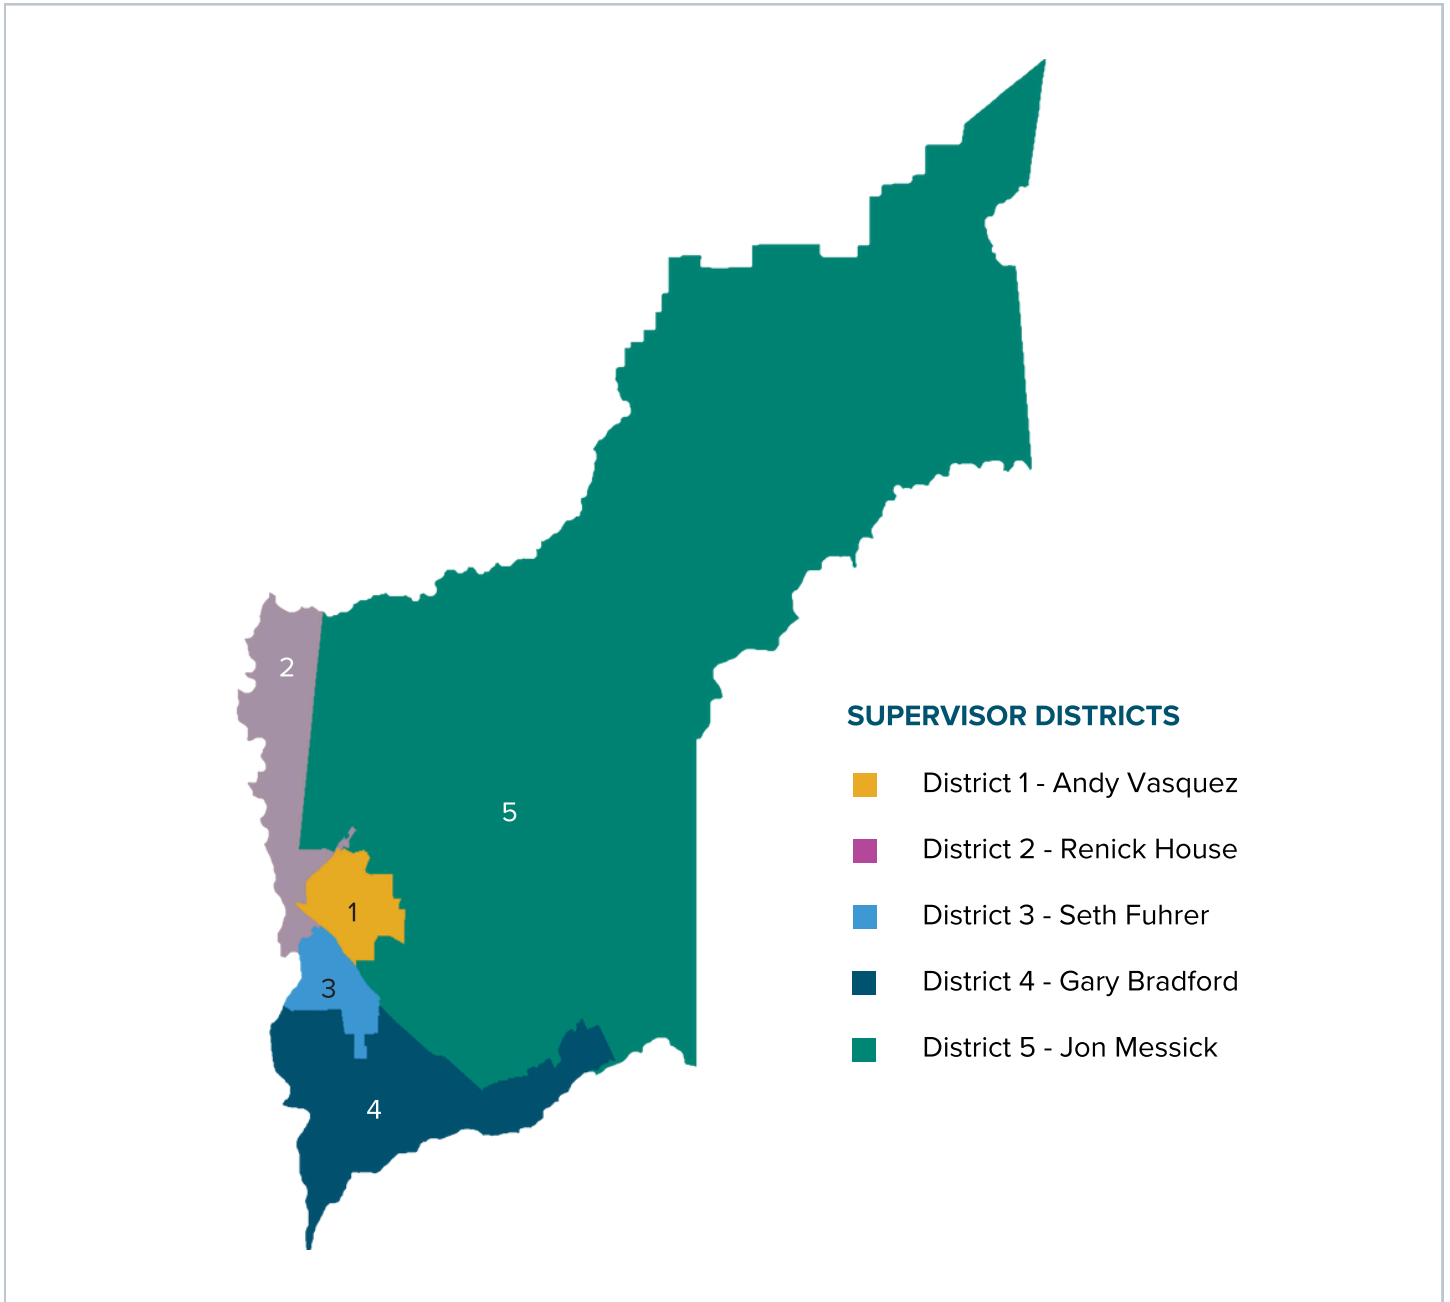 2
5
1
3
4
SUPERVISOR DISTRICTS
District 1 - Andy Vasquez
District 2 - Renick House
District 3 - Seth Fuhrer
District 4 - Gary Bradford
District 5 - Jon Messick